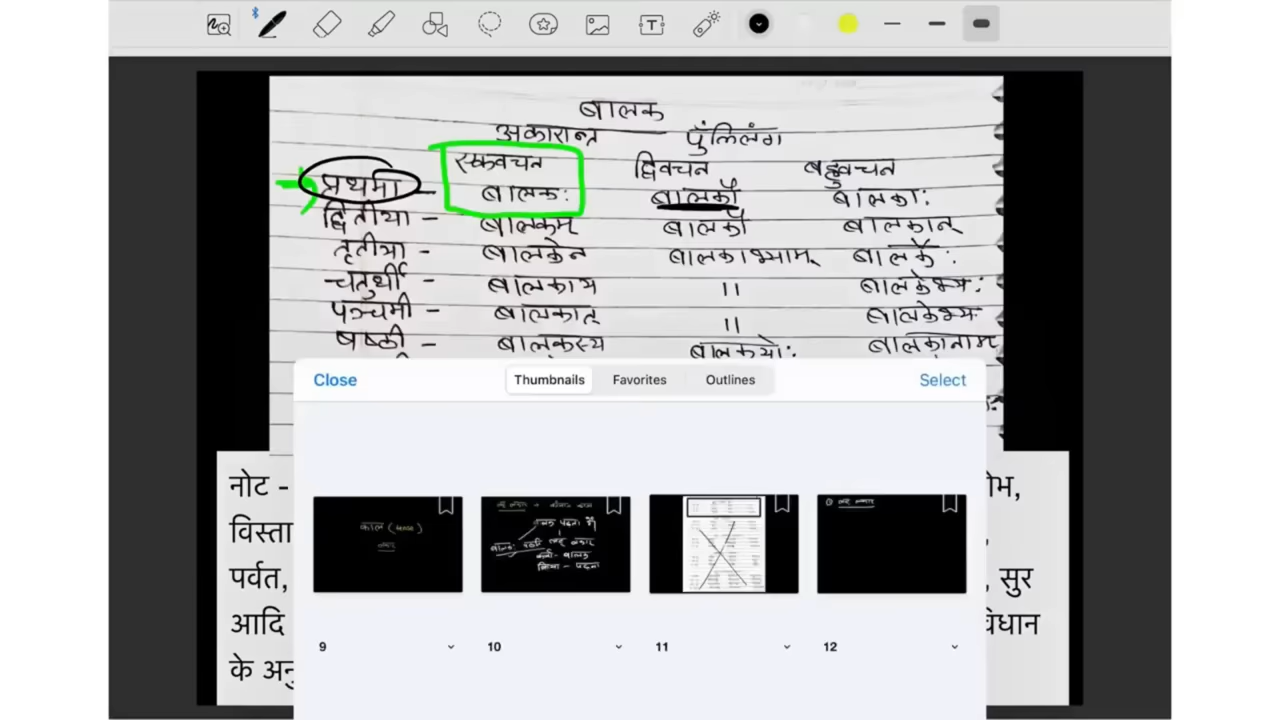 बालक
अकारान्त पुंलिंग
एकवचन द्विवचन बहुवचन
प्रथमा - बालकः बालकौ बालकाः
द्वितीया - बालकम् बालकौ बालकान्
तृतीया - बालकेन बालकाभ्याम् बालकैः
चतुर्थी - बालकाय " बालकेभ्यः
पञ्चमी - बालकात् " बालकेभ्यः
षष्ठी - बालकस्य बालकयोः बालकानाम्
Close Thumbnails Favorites Outlines Select
नोट -
विस्ता
पर्वत, सुर
आदि विधान
के अनु
काल (
लकार
9 10 11 12